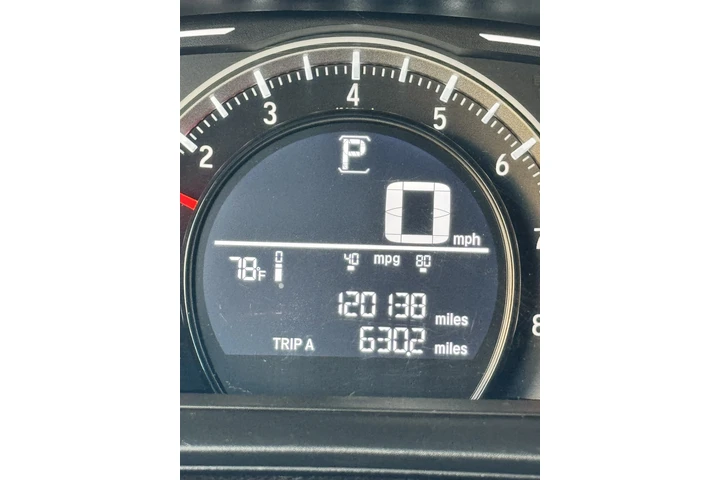 2 3 4 5 6 7 8
P
0 mph
78°F 0 40 mpg 80
120138 miles
TRIP A 630.2 miles